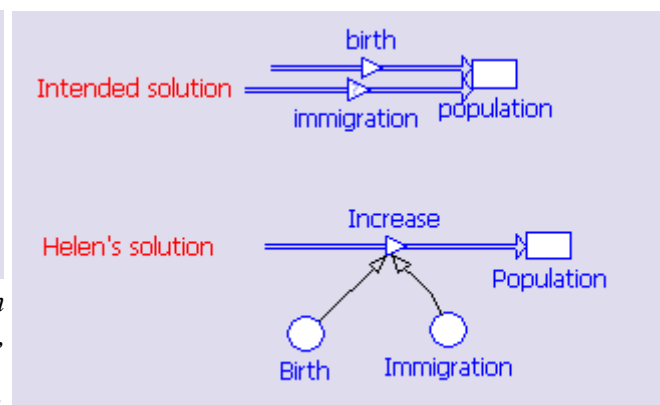 birth
Intended solution
immigration
population
Increase
Helen's solution
Population
Birth
Immigration
n
,